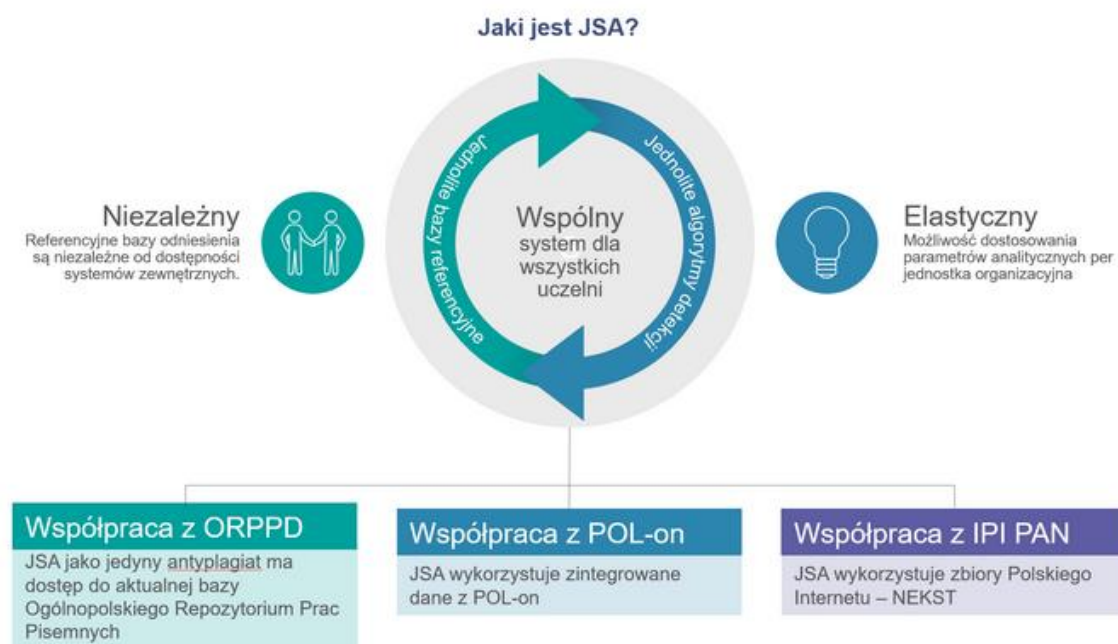 Jaki jest JSA?
Niezależny
Referencyjne bazy odniesienia
są niezależne od dostępności
systemów zewnętrznych.
Jednolite bazy referencyjne
Wspólny
system dla
wszystkich
uczelni
Jednolite algorytmy detekcji
Elastyczny
Możliwość dostosowania
parametrów analitycznych per
jednostka organizacyjna
Współpraca z ORPPD
JSA jako jedyny antyplagiat ma
dostęp do aktualnej bazy
Ogólnopolskiego Repozytorium Prac
Pisemnych
Współpraca z POL-on
JSA wykorzystuje zintegrowane
dane z POL-on
Współpraca z IPI PAN
JSA wykorzystuje zbiory Polskiego
Internetu – NEKST